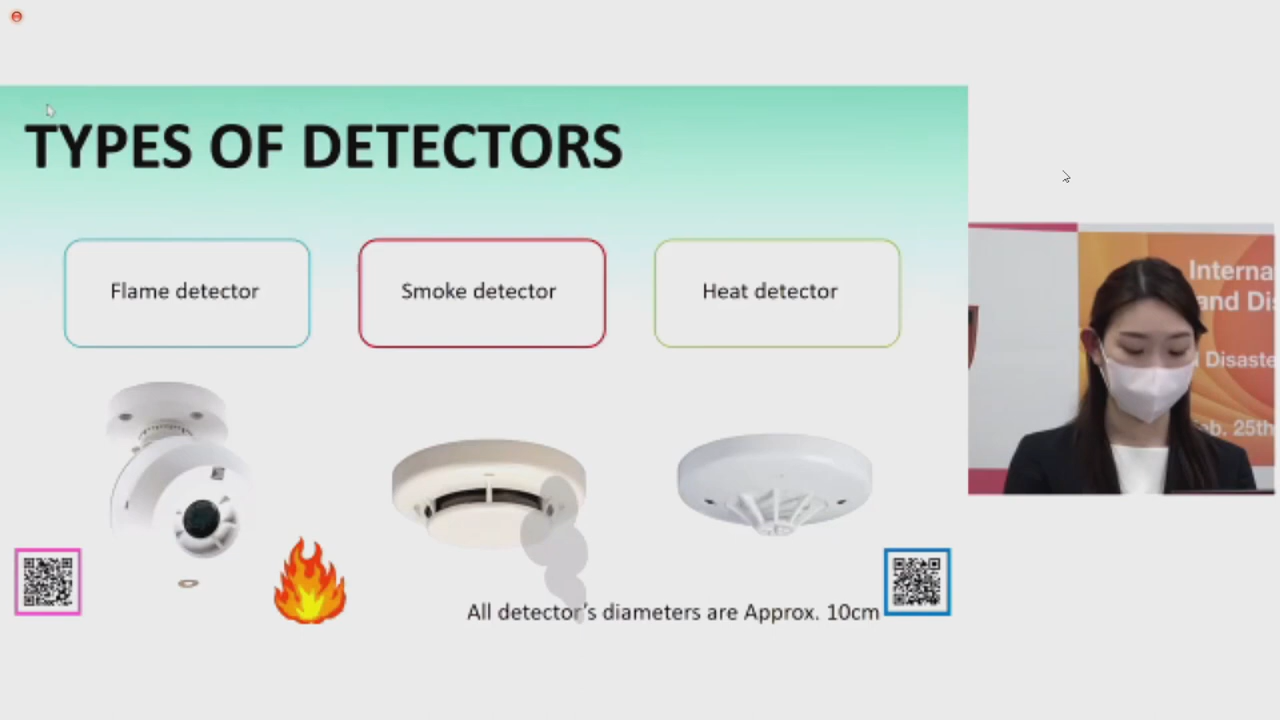 TYPES OF DETECTORS
Flame detector
Smoke detector
Heat detector
All detector's diameters are Approx. 10cm
Interna
and Dis
Disaste
eb. 25th